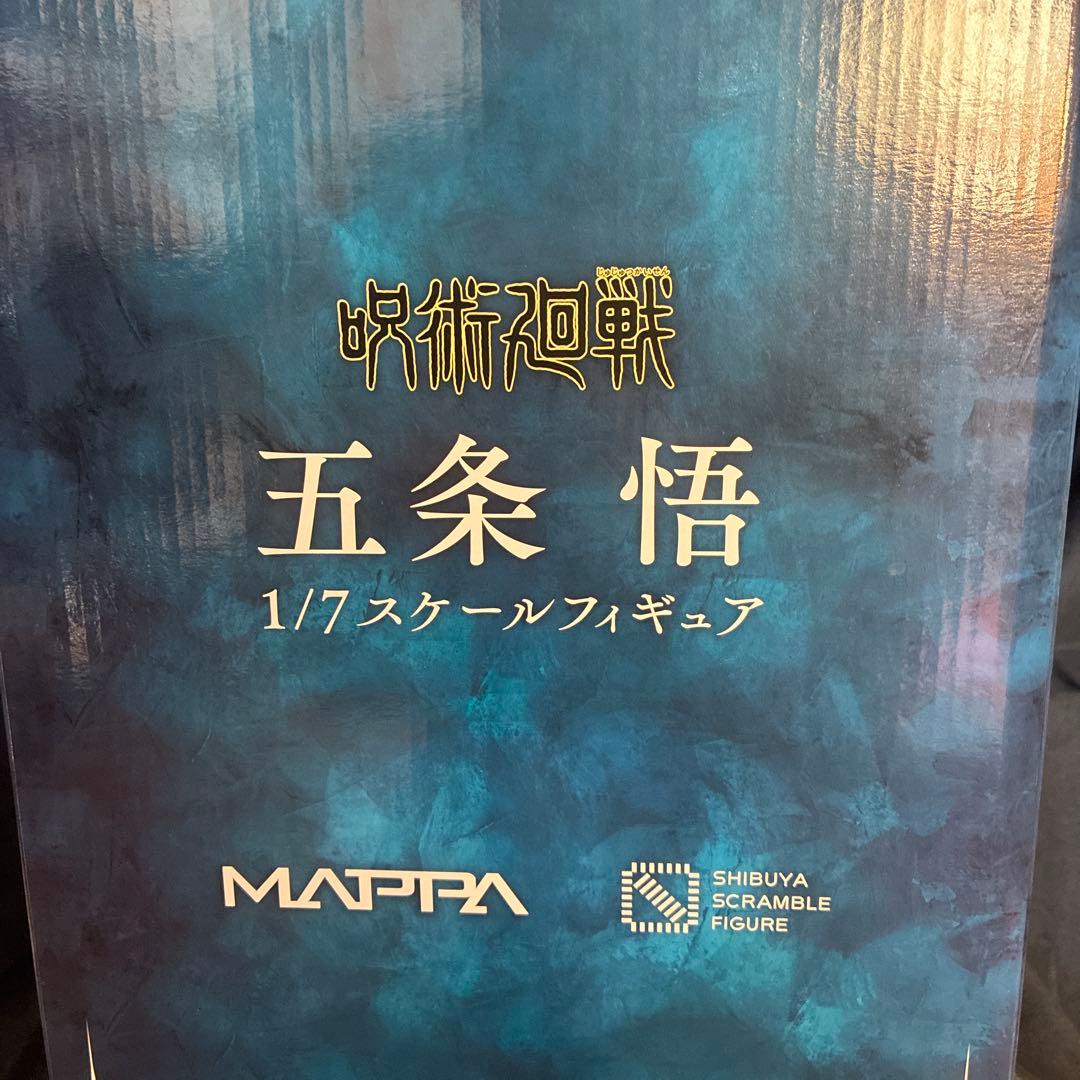 じゅじゅつかいせん
呪術廻戦
五条 悟
1/7スケールフィギュア
MAPPA
SHIBUYA
SCRAMBLE
FIGURE